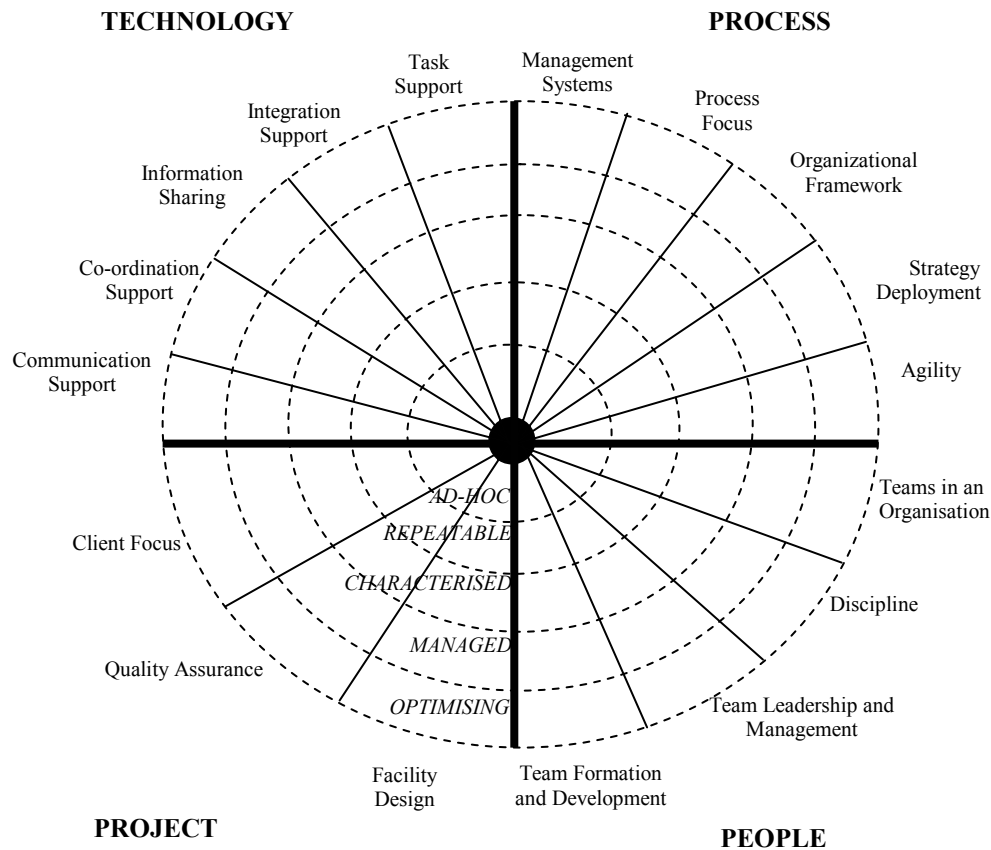 TECHNOLOGY
PROCESS
Task
Support
Management
Systems
Integration
Support
Process
Focus
Information
Sharing
Organizational
Framework
Co-ordination
Support
Strategy
Deployment
Communication
Support
Agility
AD-HOC
REPEATABLE
CHARACTERISED
MANAGED
OPTIMISING
Teams in an
Organisation
Client Focus
Discipline
Quality Assurance
Team Leadership and
Management
Facility
Design
Team Formation
and Development
PROJECT
PEOPLE